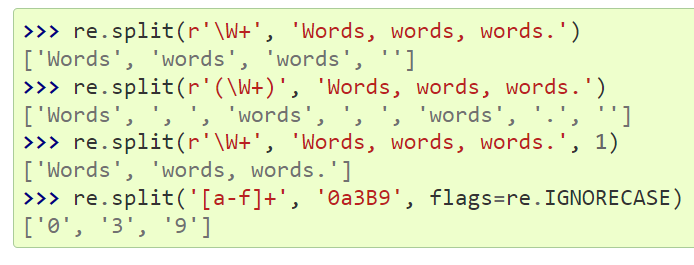 >>> re.split(r'\W+', 'Words, words, words.')
['Words', 'words', 'words', '']
>>> re.split(r'(\W+)', 'Words, words, words.')
['Words', ', ', 'words', ', ', 'words', '.', '']
>>> re.split(r'\W+', 'Words, words, words.', 1)
['Words', 'words, words.']
>>> re.split('[a-f]+', '0a3B9', flags=re.IGNORECASE)
['0', '3', '9']